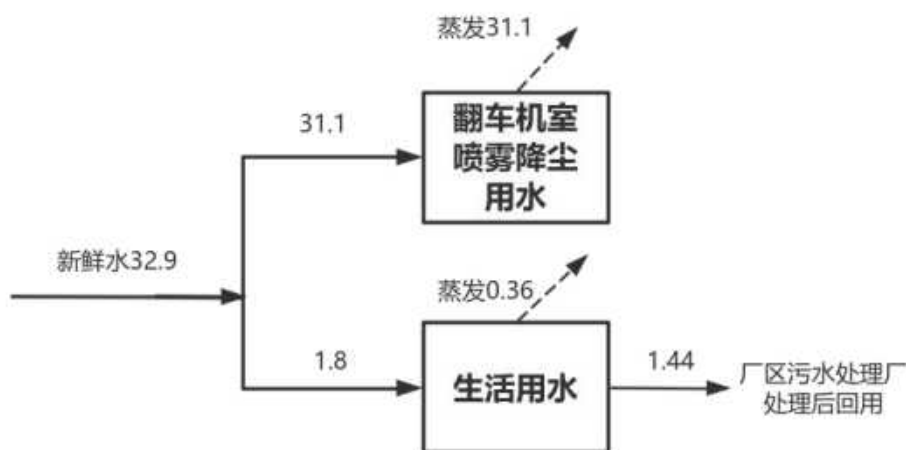 蒸发31.1
31.1
翻车机室
喷雾降尘
用水
新鲜水32.9
蒸发0.36
1.8
生活用水
1.44
厂区污水处理厂
处理后回用